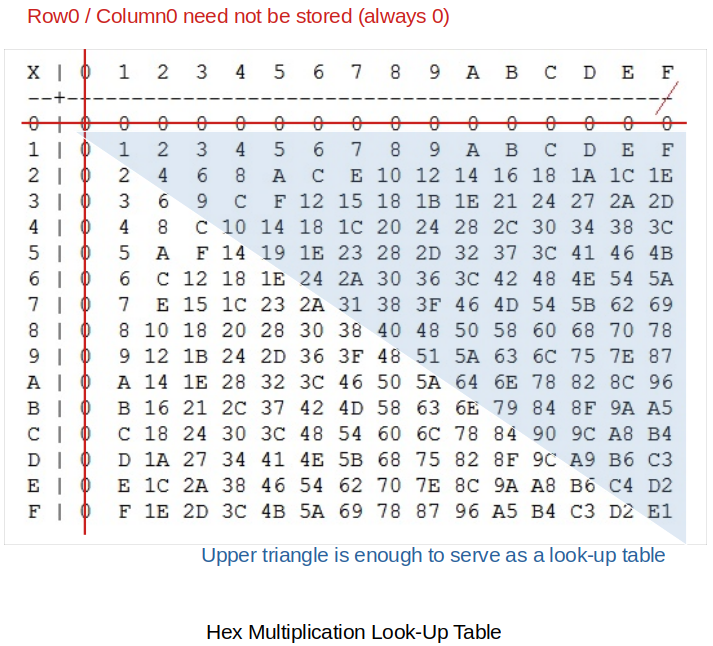 Row0 / Column0 need not be stored (always 0)
X | 0 1 2 3 4 5 6 7 8 9 A B C D E F
--+------------------------------------------------
0 | 0 0 0 0 0 0 0 0 0 0 0 0 0 0 0 0
1 | 0 1 2 3 4 5 6 7 8 9 A B C D E F
2 | 0 2 4 6 8 A C E 10 12 14 16 18 1A 1C 1E
3 | 0 3 6 9 C F 12 15 18 1B 1E 21 24 27 2A 2D
4 | 0 4 8 C 10 14 18 1C 20 24 28 2C 30 34 38 3C
5 | 0 5 A F 14 19 1E 23 28 2D 32 37 3C 41 46 4B
6 | 0 6 C 12 18 1E 24 2A 30 36 3C 42 48 4E 54 5A
7 | 0 7 E 15 1C 23 2A 31 38 3F 46 4D 54 5B 62 69
8 | 0 8 10 18 20 28 30 38 40 48 50 58 60 68 70 78
9 | 0 9 12 1B 24 2D 36 3F 48 51 5A 63 6C 75 7E 87
A | 0 A 14 1E 28 32 3C 46 50 5A 64 6E 78 82 8C 96
B | 0 B 16 21 2C 37 42 4D 58 63 6E 79 84 8F 9A A5
C | 0 C 18 24 30 3C 48 54 60 6C 78 84 90 9C A8 B4
D | 0 D 1A 27 34 41 4E 5B 68 75 82 8F 9C A9 B6 C3
E | 0 E 1C 2A 38 46 54 62 70 7E 8C 9A A8 B6 C4 D2
F | 0 F 1E 2D 3C 4B 5A 69 78 87 96 A5 B4 C3 D2 E1
Upper triangle is enough to serve as a look-up table
Hex Multiplication Look-Up Table